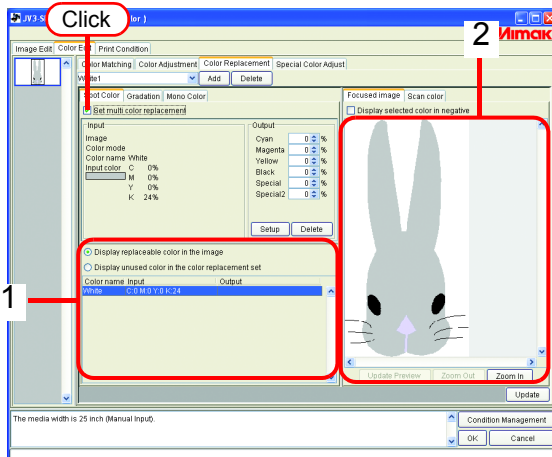 Click
2
JV3-S
or )
Mimak
Image Edit Color E it Print Condition
Color Matching Color Adjustment Color Replacement Special Color Adjust
W ite1 Add Delete
Spot Color Gradation Mono Color
Set multi color replacement
Input
Image
Color mode
Color name White
Input color C 0%
M 0%
Y 0%
K 24%
Output
Cyan 0 %
Magenta 0 %
Yellow 0 %
Black 0 %
Special 0 %
Special2 0 %
Setup Delete
Focused image Scan color
Display selected color in negative
1
Display replaceable color in the image
Display unused color in the color replacement set
Color name Input Output
White C:0 M:0 Y:0 K:24
Update Preview Zoom Out Zoom In
Update
The media width is 25 inch (Manual Input).
Condition Management
OK Cancel